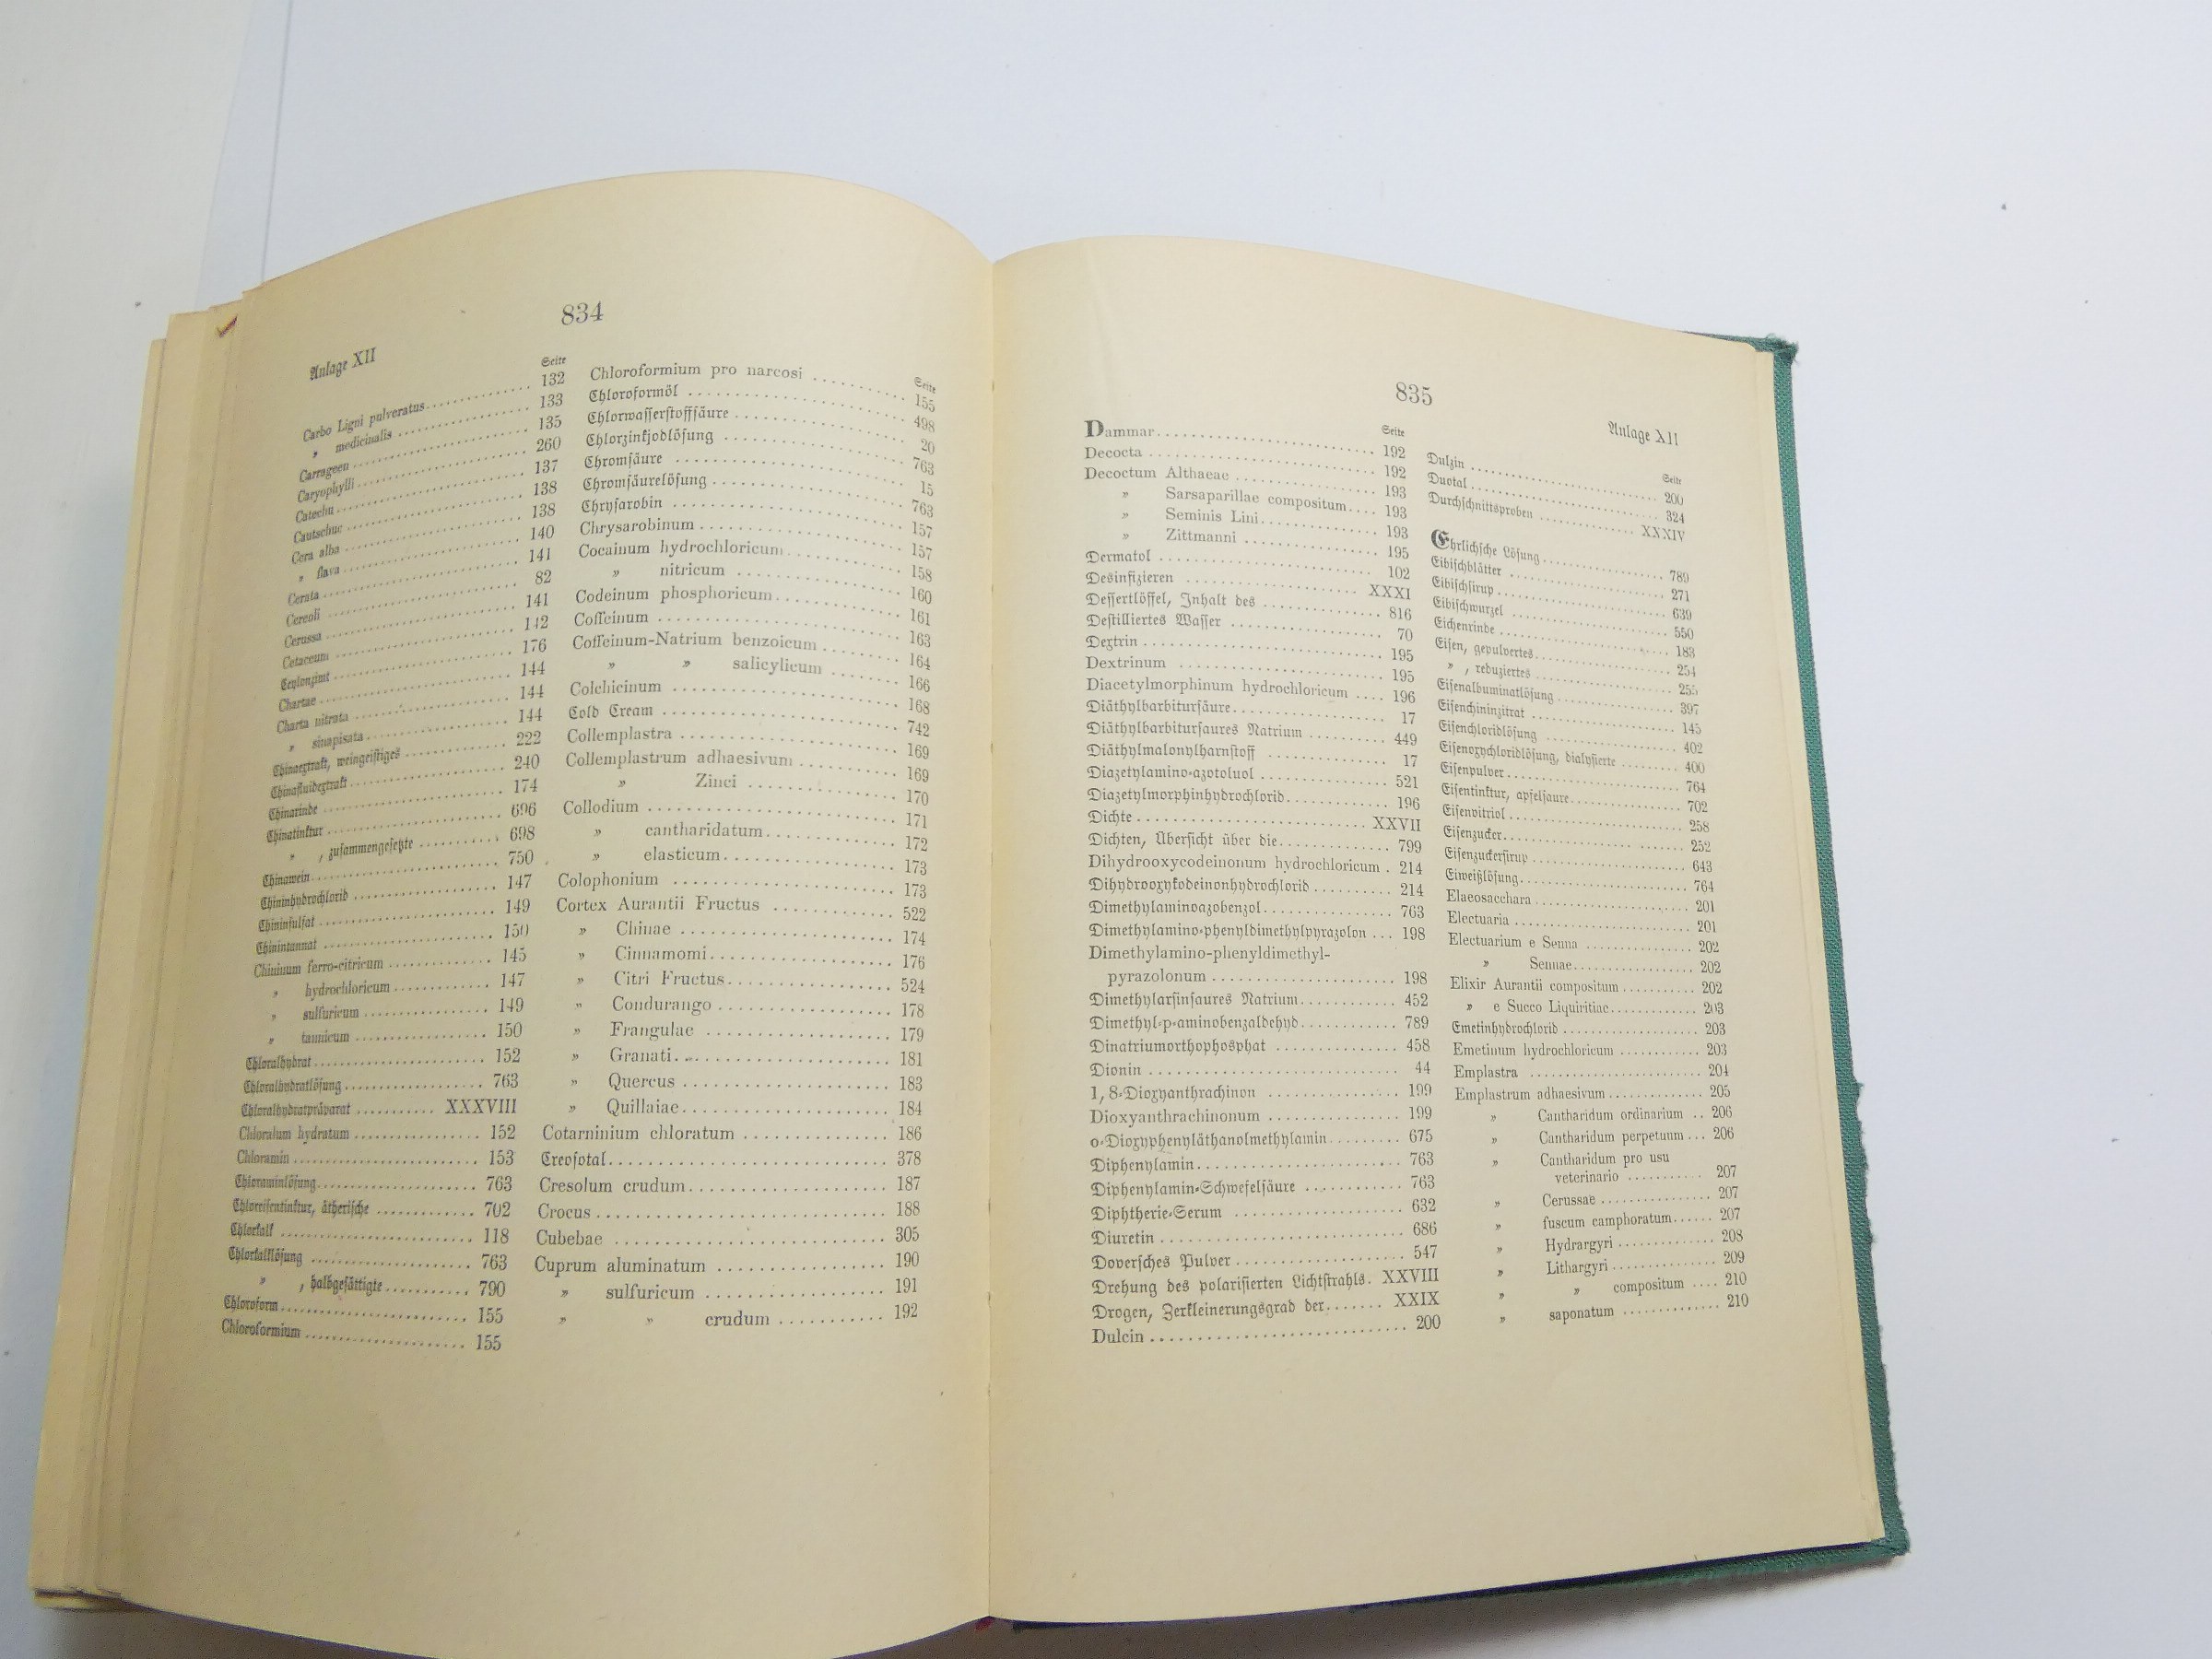 834
Anlage XII
Seite
Carbo Ligni pulveratus 132
„ medicinalis 133
Carrageen 135
Caryophylli 260
Catechu 137
Cautschuc 138
Cera alba 138
„ flava 140
Cerata 141
Cereoli 82
Cerussa 141
Cetaceum 142
Ceylonzimt 176
Chartae 144
Charta nitrata 144
„ sinapisata 144
Chinaextrakt, weingeistiges 222
Chinafluidextrakt 240
Chinarinde 174
Chinatinktur 696
„ , zusammengesetzte 698
Chinawein 750
Chininhydrochlorid 147
Chininsulfat 149
Chinintannat 150
Chininum ferro-citricum 145
„ hydrochloricum 147
„ sulfuricum 149
„ tannicum 150
Chloralhydrat 152
Chloralhydratlösung 763
Chloralhydratpräparat XXXVIII
Chloralum hydratum 152
Chloramin 153
Chloraminlösung 763
Chloreisentinktur, ätherische 702
Chlorkalk 118
Chlorkalklösung 763
„ , halbgesättigte 790
Chloroform 155
Chloroformium 155
Seite
Chloroformium pro narcosi 155
Chloroformöl 498
Chlorwasserstoffsäure 20
Chlorzinkjodlösung 763
Chromsäure 15
Chromsäurelösung 763
Chrysarobin 157
Chrysarobinum 157
Cocainum hydrochloricum 158
„ nitricum 160
Codeinum phosphoricum 161
Coffeinum 163
Coffeinum-Natrium benzoicum 164
„ „ salicylicum 166
Colchicinum 168
Cold Cream 742
Collemplastra 169
Collemplastrum adhaesivum 169
„ Zinci 170
Collodium 171
„ cantharidatum 172
„ elasticum 173
Colophonium 173
Cortex Aurantii Fructus 522
„ Chinae 174
„ Cinnamomi 176
„ Citri Fructus 524
„ Condurango 178
„ Frangulae 179
„ Granati 181
„ Quercus 183
„ Quillaiae 184
Cotarninium chloratum 186
Creosotal 378
Cresolum crudum 187
Crocus 188
Cubebae 305
Cuprum aluminatum 190
„ sulfuricum 191
„ „ crudum 192
835
Anlage XII
Seite
Dammar 192
Decocta 192
Decoctum Althaeae 193
„ Sarsaparillae compositum 193
„ Seminis Lini 193
„ Zittmanni 195
Dermatol 102
Desinfizieren XXXI
Dessertlöffel, Inhalt des 816
Destilliertes Wasser 70
Dextrin 195
Dextrinum 195
Diacetylmorphinum hydrochloricum 196
Diäthylbarbitursäure 17
Diäthylbarbitursaures Natrium 449
Diäthylmalonylharnstoff 17
Diazetylamino-azotoluol 521
Diazetylmorphinhydrochlorid 196
Dichte XXVII
Dichten, Übersicht über die 799
Dihydrooxycodeinonum hydrochloricum 214
Dihydrooxykodeinonhydrochlorid 214
Dimethylaminoazobenzol 763
Dimethylamino-phenyldimethylpyrazolon 198
Dimethylamino-phenyldimethyl-
pyrazolonum 198
Dimethylarsinsaures Natrium 452
Dimethyl-p-aminobenzaldehyd 789
Dinatriumorthophosphat 458
Dionin 44
1, 8-Dioxyanthrachinon 199
Dioxyanthrachinonum 199
o-Dioxyphenyläthanolmethylamin 675
Diphenylamin 763
Diphenylamin-Schwefelsäure 763
Diphtherie-Serum 632
Diuretin 686
Doversches Pulver 547
Drehung des polarisierten Lichtstrahls. XXVIII
Drogen, Zerkleinerungsgrad der XXIX
Dulcin 200
Seite
Dulzin 200
Duotal 324
Durchschnittsproben XXXIV
Ehrlichsche Lösung 789
Eibischblätter 271
Eibischsirup 639
Eibischwurzel 550
Eichenrinde 183
Eisen, gepulvertes 254
„ , reduziertes 255
Eisenalbuminatlösung 397
Eisenchininzitrat 145
Eisenchloridlösung 402
Eisenoxychloridlösung, dialysierte 400
Eisenpulver 764
Eisentinktur, apfelsaure 702
Eisenvitriol 258
Eisenzucker 252
Eisenzuckersirup 643
Eiweißlösung 764
Elaeosacchara 201
Electuaria 201
Electuarium e Senna 202
„ Sennae 202
Elixir Aurantii compositum 202
„ e Succo Liquiritiae 203
Emetinhydrochlorid 203
Emetinum hydrochloricum 203
Emplastra 204
Emplastrum adhaesivum 205
„ Cantharidum ordinarium 206
„ Cantharidum perpetuum 206
„ Cantharidum pro usu
veterinario 207
„ Cerussae 207
„ fuscum camphoratum 207
„ Hydrargyri 208
„ Lithargyri 209
„ „ compositum 210
„ saponatum 210